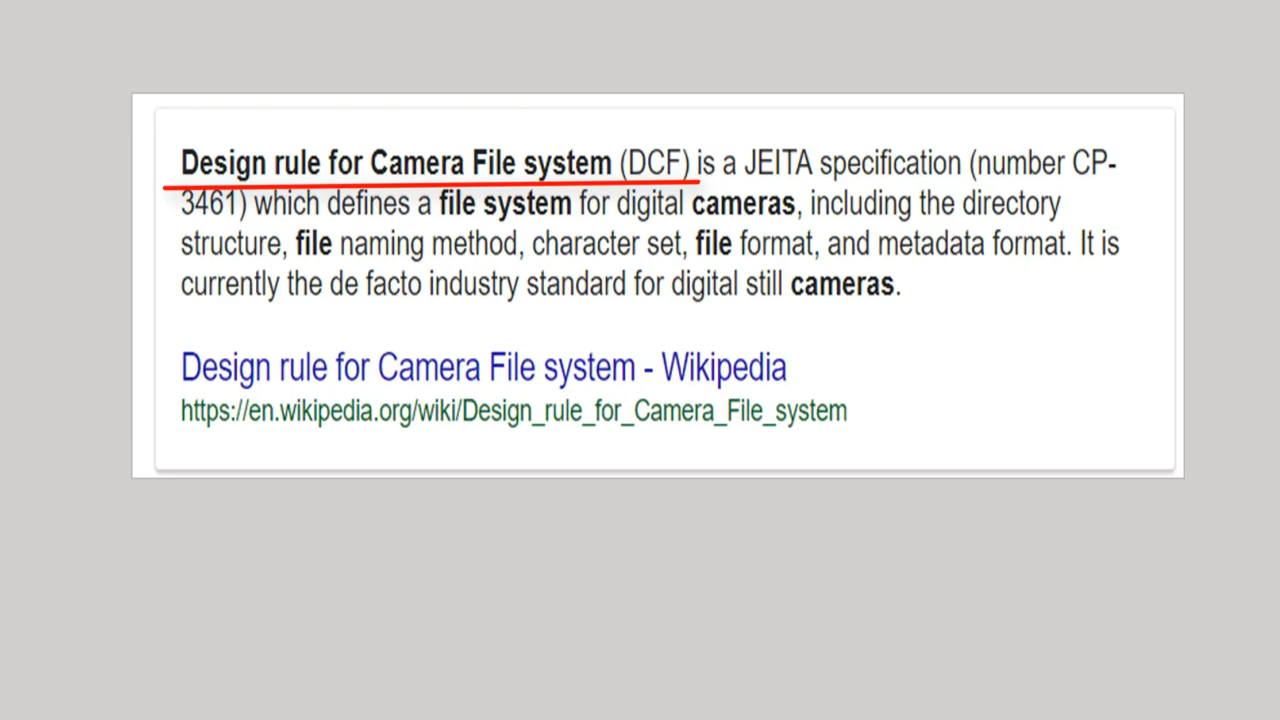 Design rule for Camera File system (DCF) is a JEITA specification (number CP-
3461) which defines a file system for digital cameras, including the directory
structure, file naming method, character set, file format, and metadata format. It is
currently the de facto industry standard for digital still cameras.
Design rule for Camera File system - Wikipedia
https://en.wikipedia.org/wiki/Design_rule_for_Camera_File_system